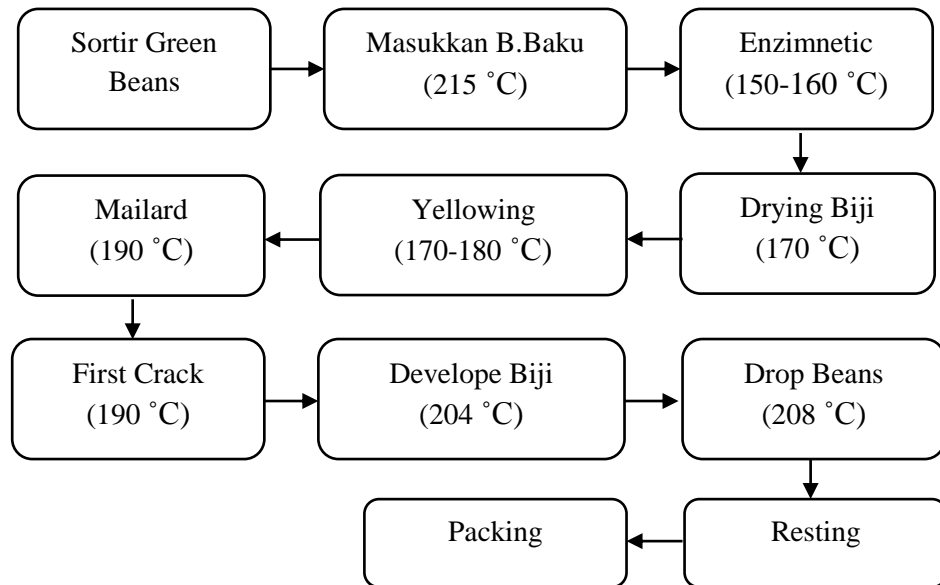 Sortir Green
Beans
Masukkan B.Baku
(215 ˚C)
Enzimnetic
(150-160 ˚C)
Drying Biji
(170 ˚C)
Yellowing
(170-180 ˚C)
Mailard
(190 ˚C)
First Crack
(190 ˚C)
Develope Biji
(204 ˚C)
Drop Beans
(208 ˚C)
Resting
Packing